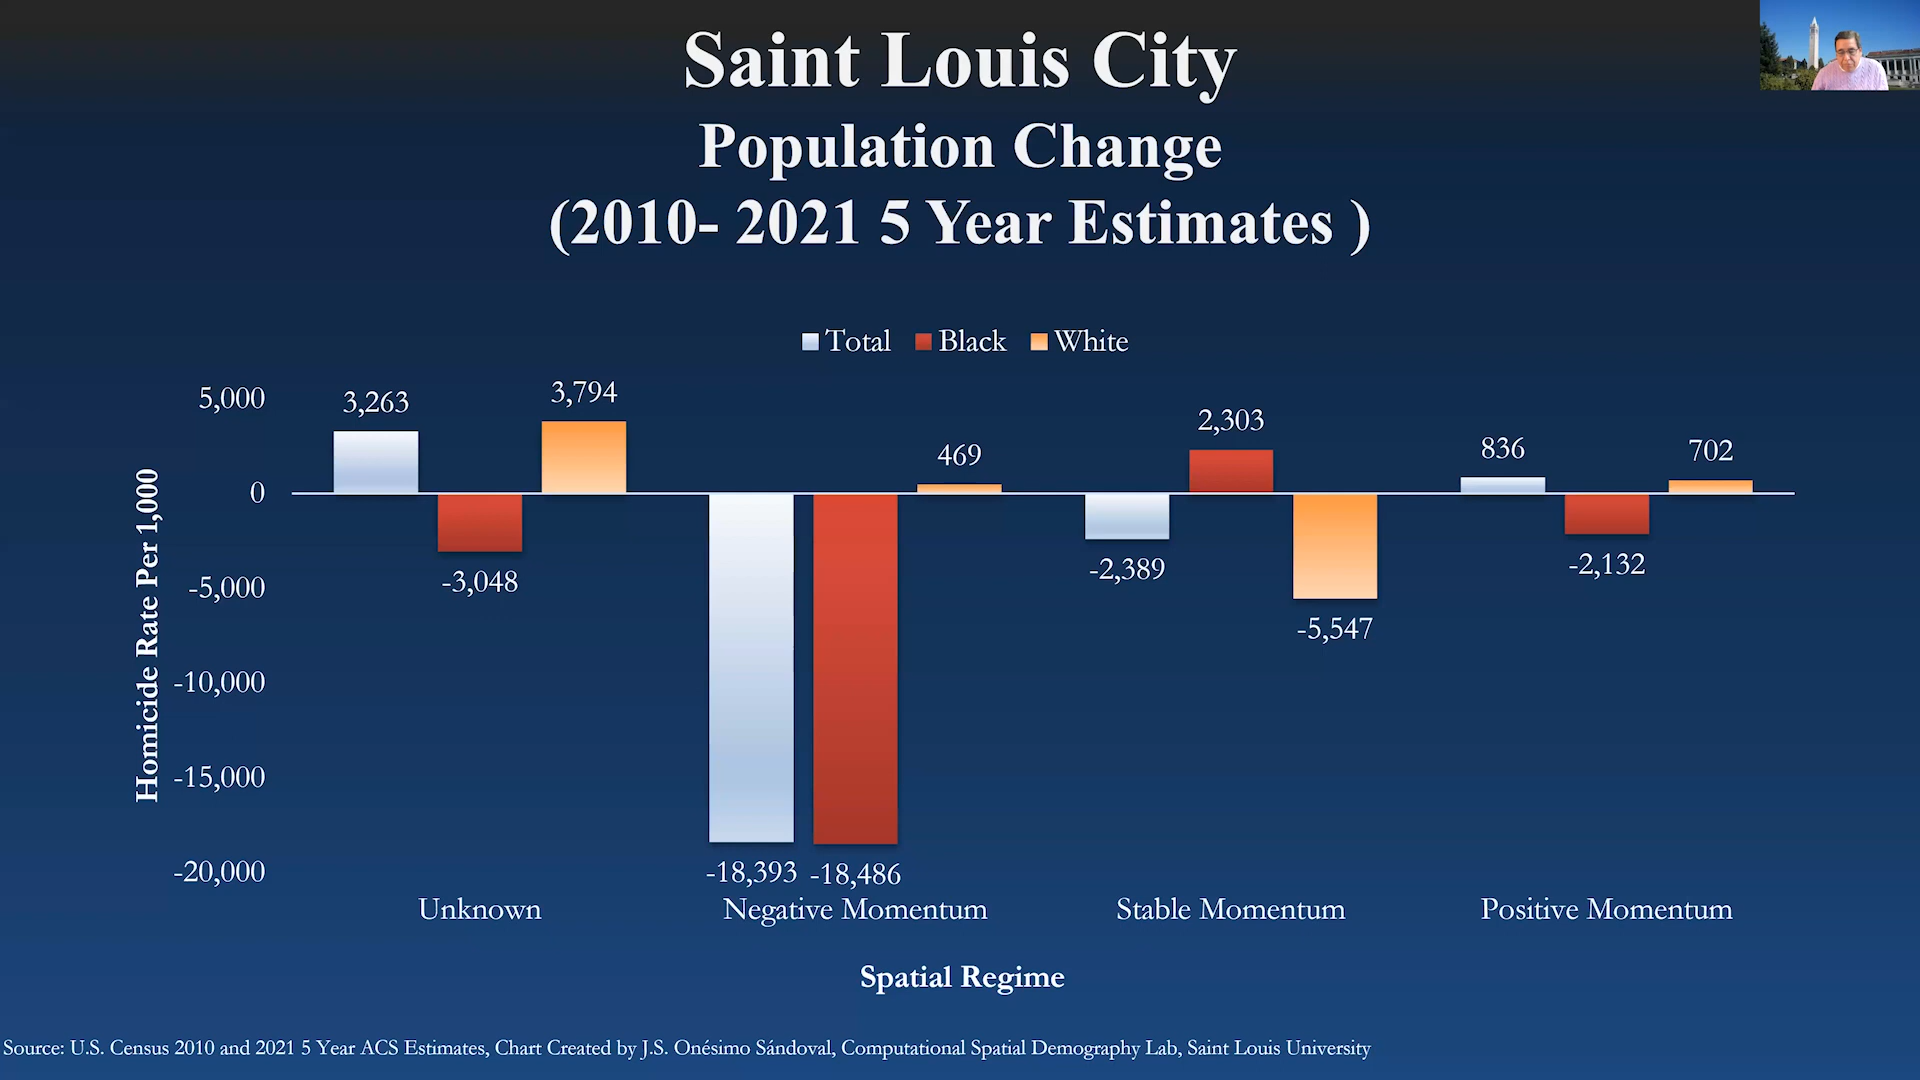 Saint Louis City
Population Change
(2010- 2021 5 Year Estimates )
Total Black White
5,000
0
-5,000
-10,000
-15,000
-20,000
Homicide Rate Per 1,000
3,263
-3,048
3,794
-18,393
-18,486
469
-2,389
2,303
-5,547
836
-2,132
702
Unknown
Negative Momentum
Stable Momentum
Positive Momentum
Spatial Regime
Source: U.S. Census 2010 and 2021 5 Year ACS Estimates, Chart Created by J.S. Onésimo Sándoval, Computational Spatial Demography Lab, Saint Louis University